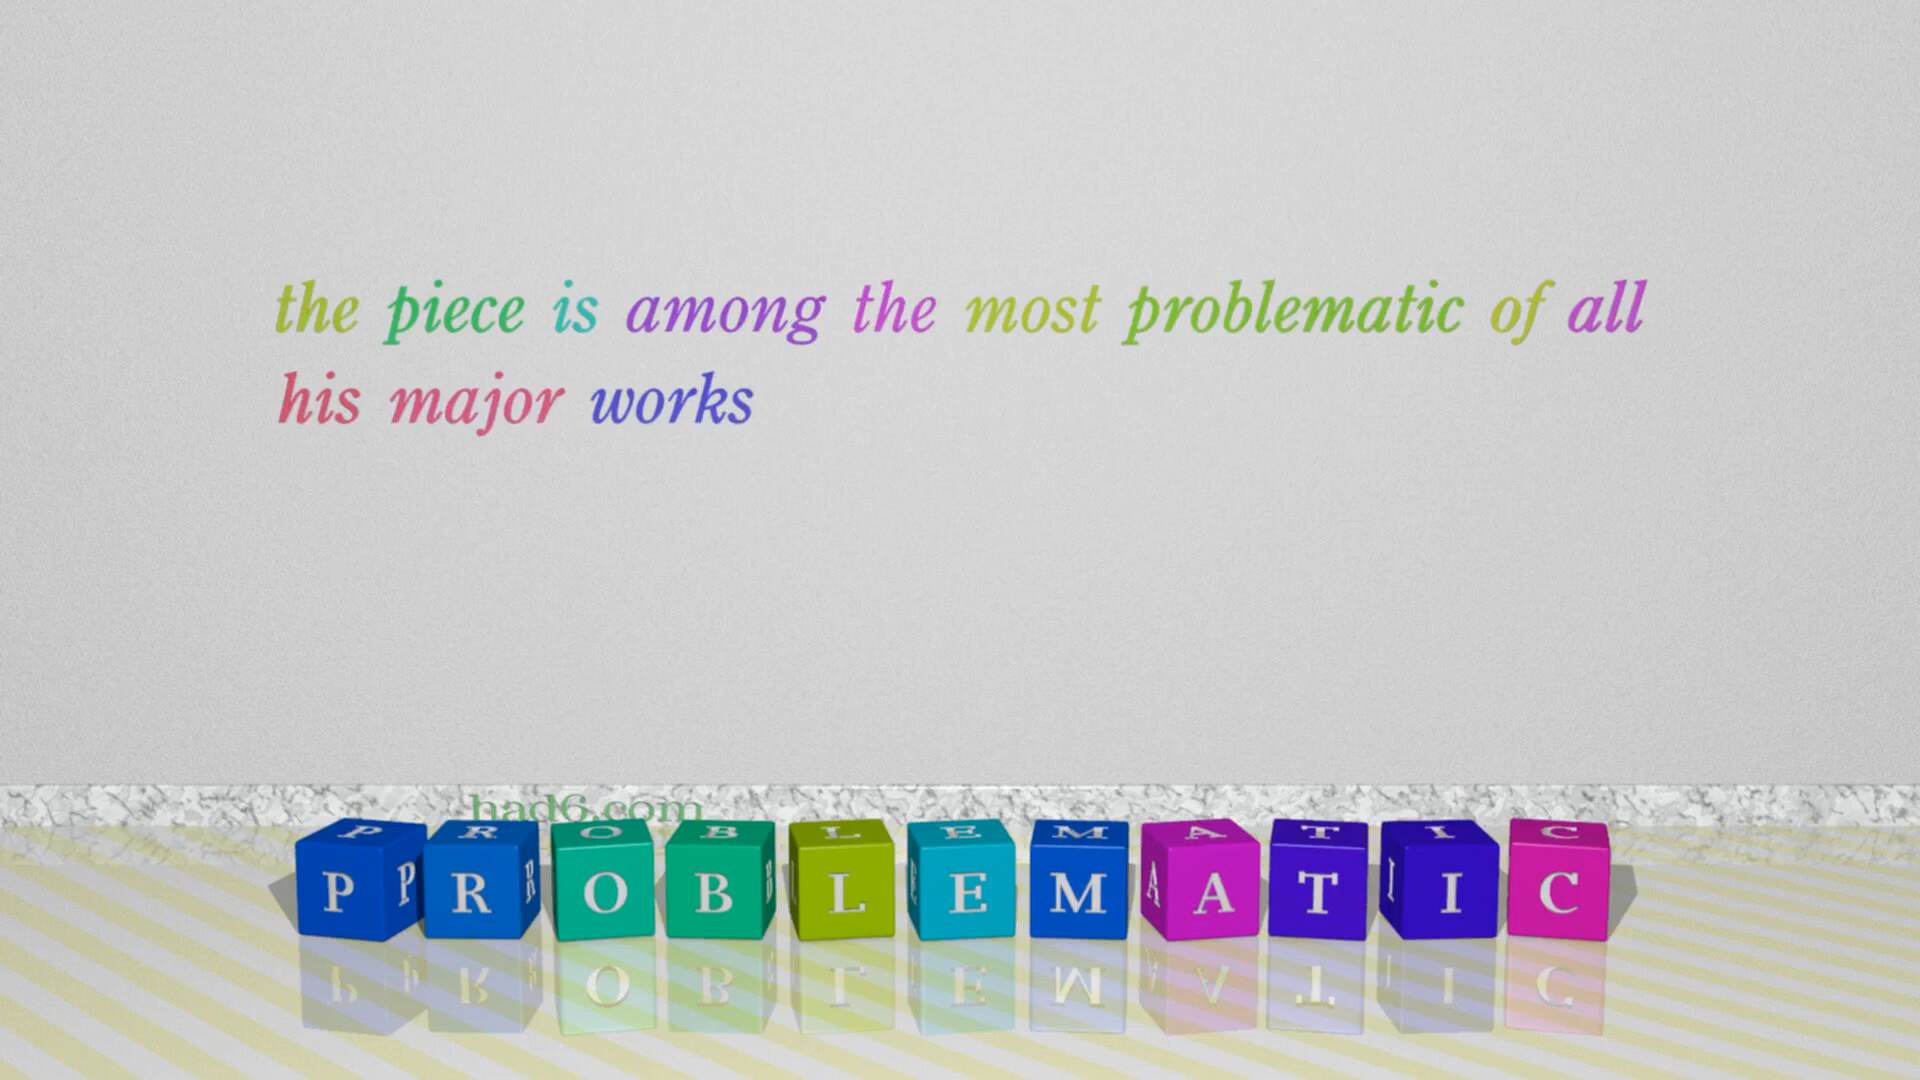 the piece is among the most problematic of all
his major works
had6.com
PROBLEMATIC